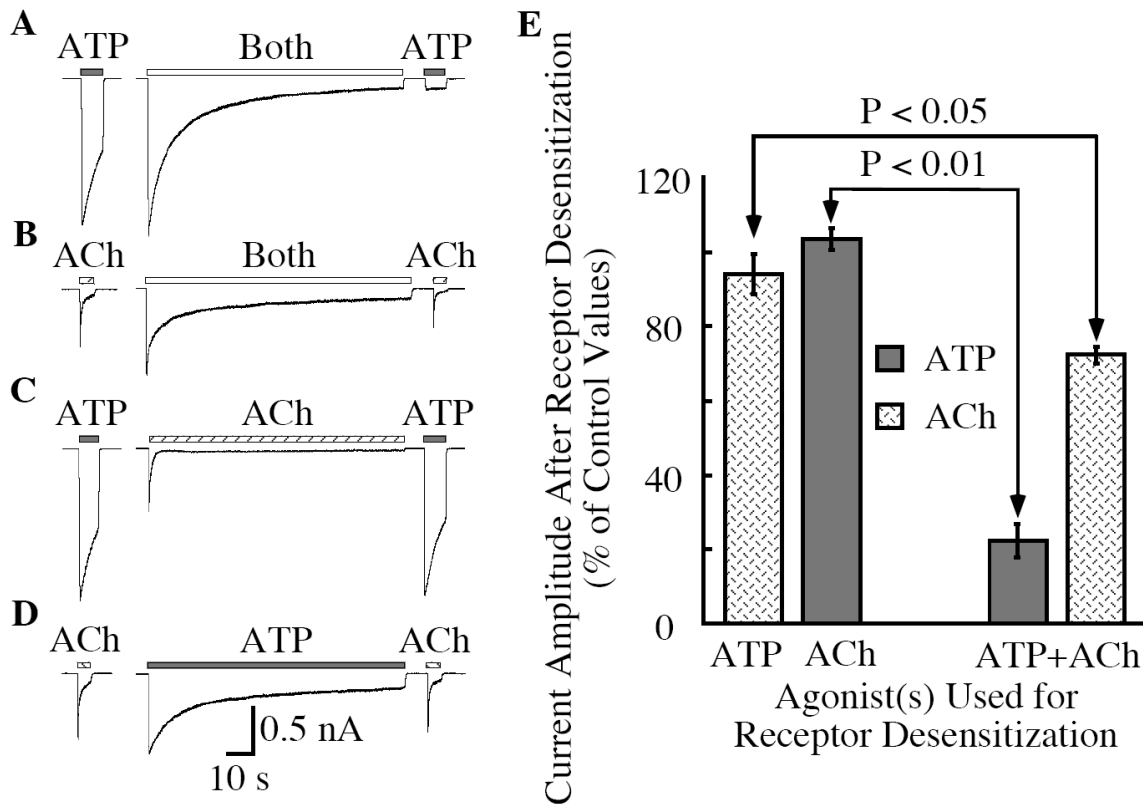 A
ATP Both ATP
B
ACh Both ACh
C
ATP ACh ATP
D
ACh ATP ACh
0.5 nA
10 s
E
Current Amplitude After Receptor Desensitization
(% of Control Values)
P < 0.05
P < 0.01
120
80
40
0
ATP
ACh
ATP ACh ATP+ACh
Agonist(s) Used for
Receptor Desensitization